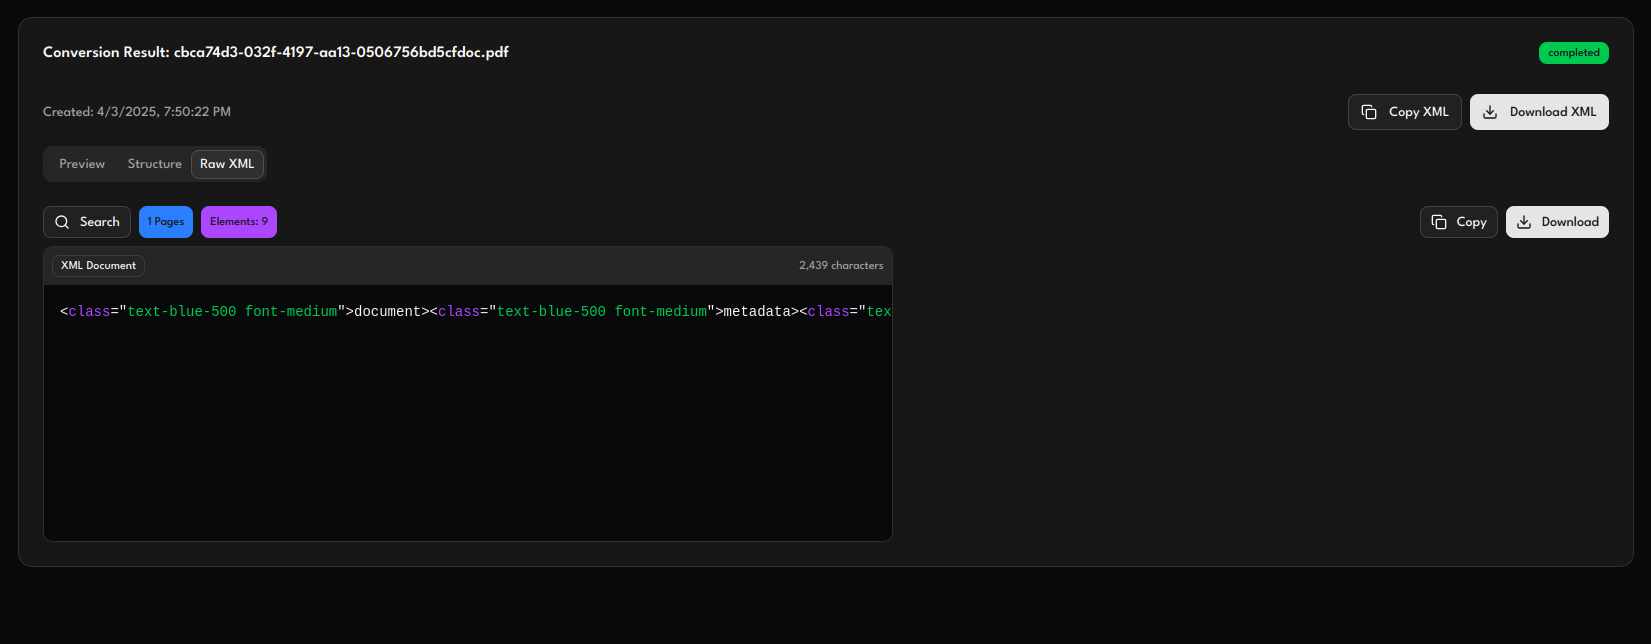 Conversion Result: cbca74d3-032f-4197-aa13-0506756bd5cfdoc.pdf
completed
Created: 4/3/2025, 7:50:22 PM
Copy XML
Download XML
Preview
Structure
Raw XML
Search
1 Pages
Elements: 9
Copy
Download
XML Document
2,439 characters
<class="text-blue-500 font-medium">document><class="text-blue-500 font-medium">metadata><class="tex